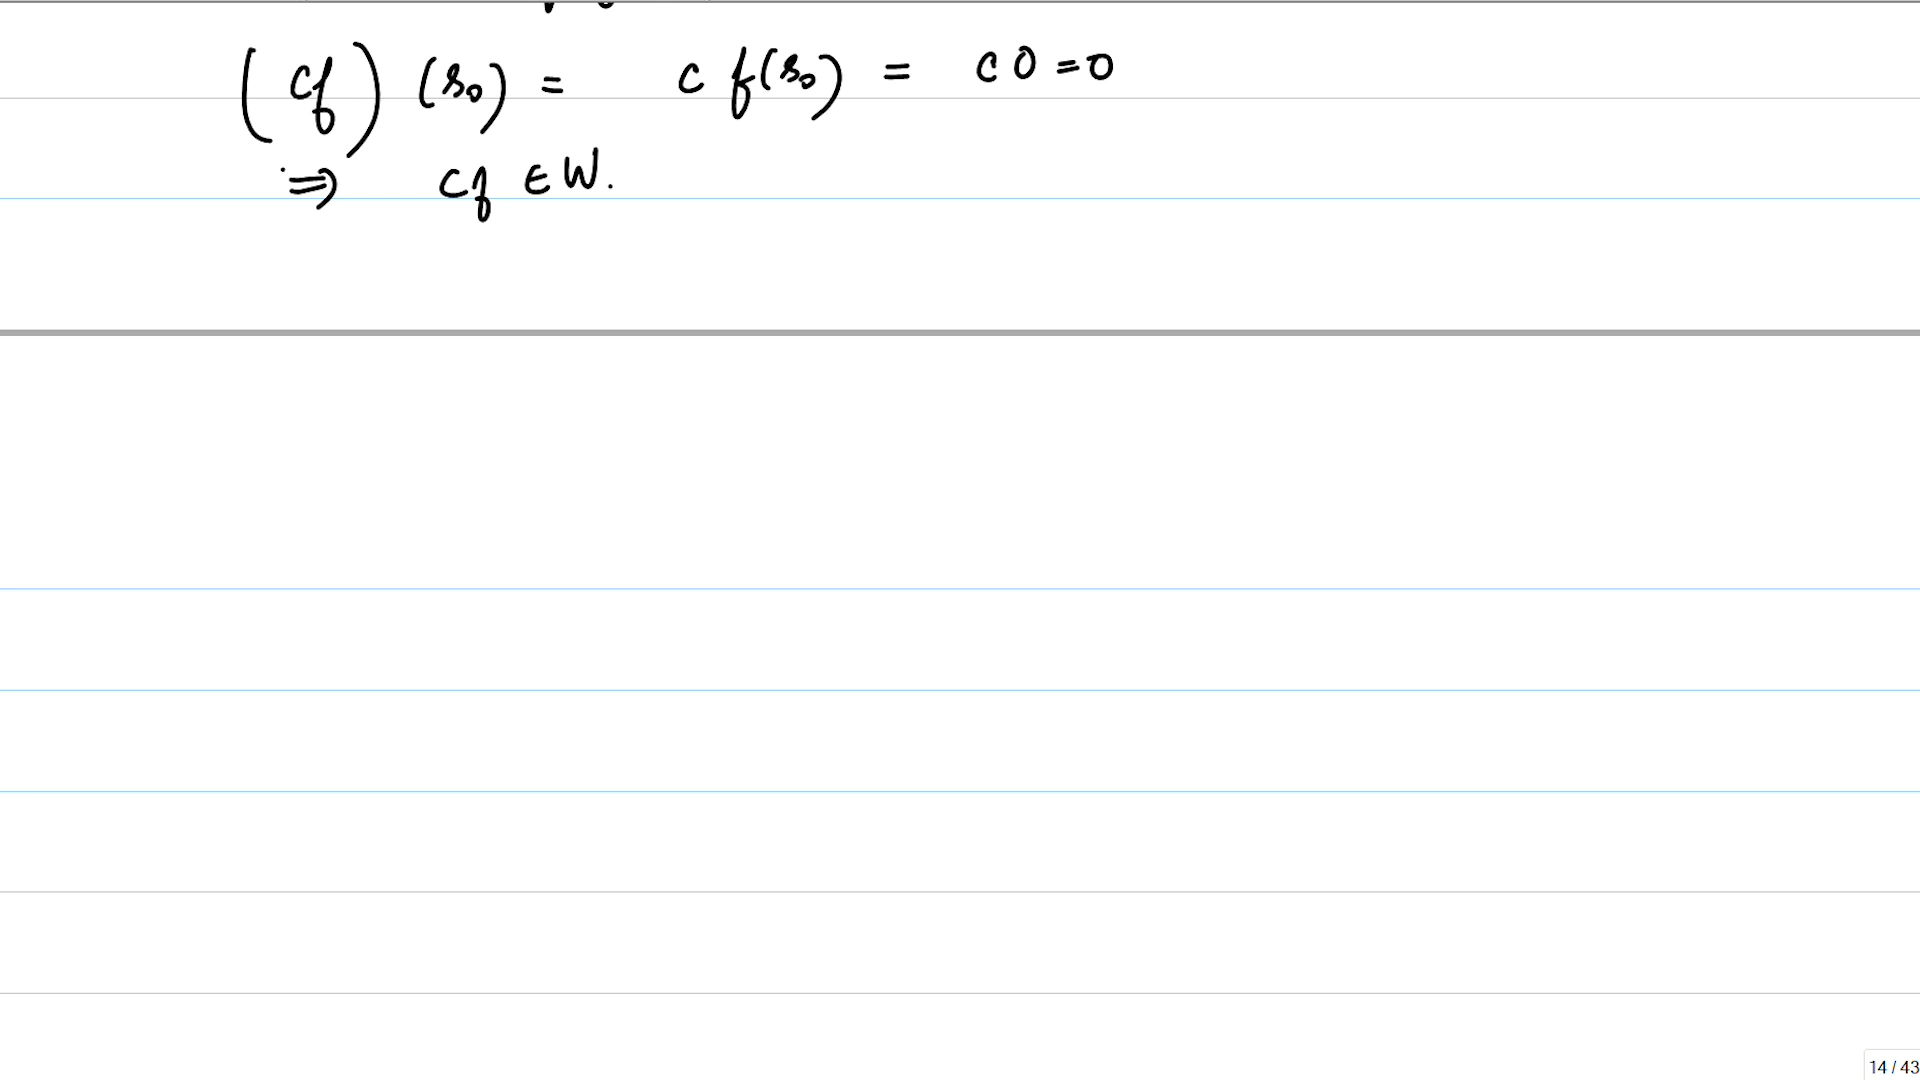 (cf) (s₀) = c f(s₀) = c 0 = 0
⇒ cf ∈ W.
14 / 43